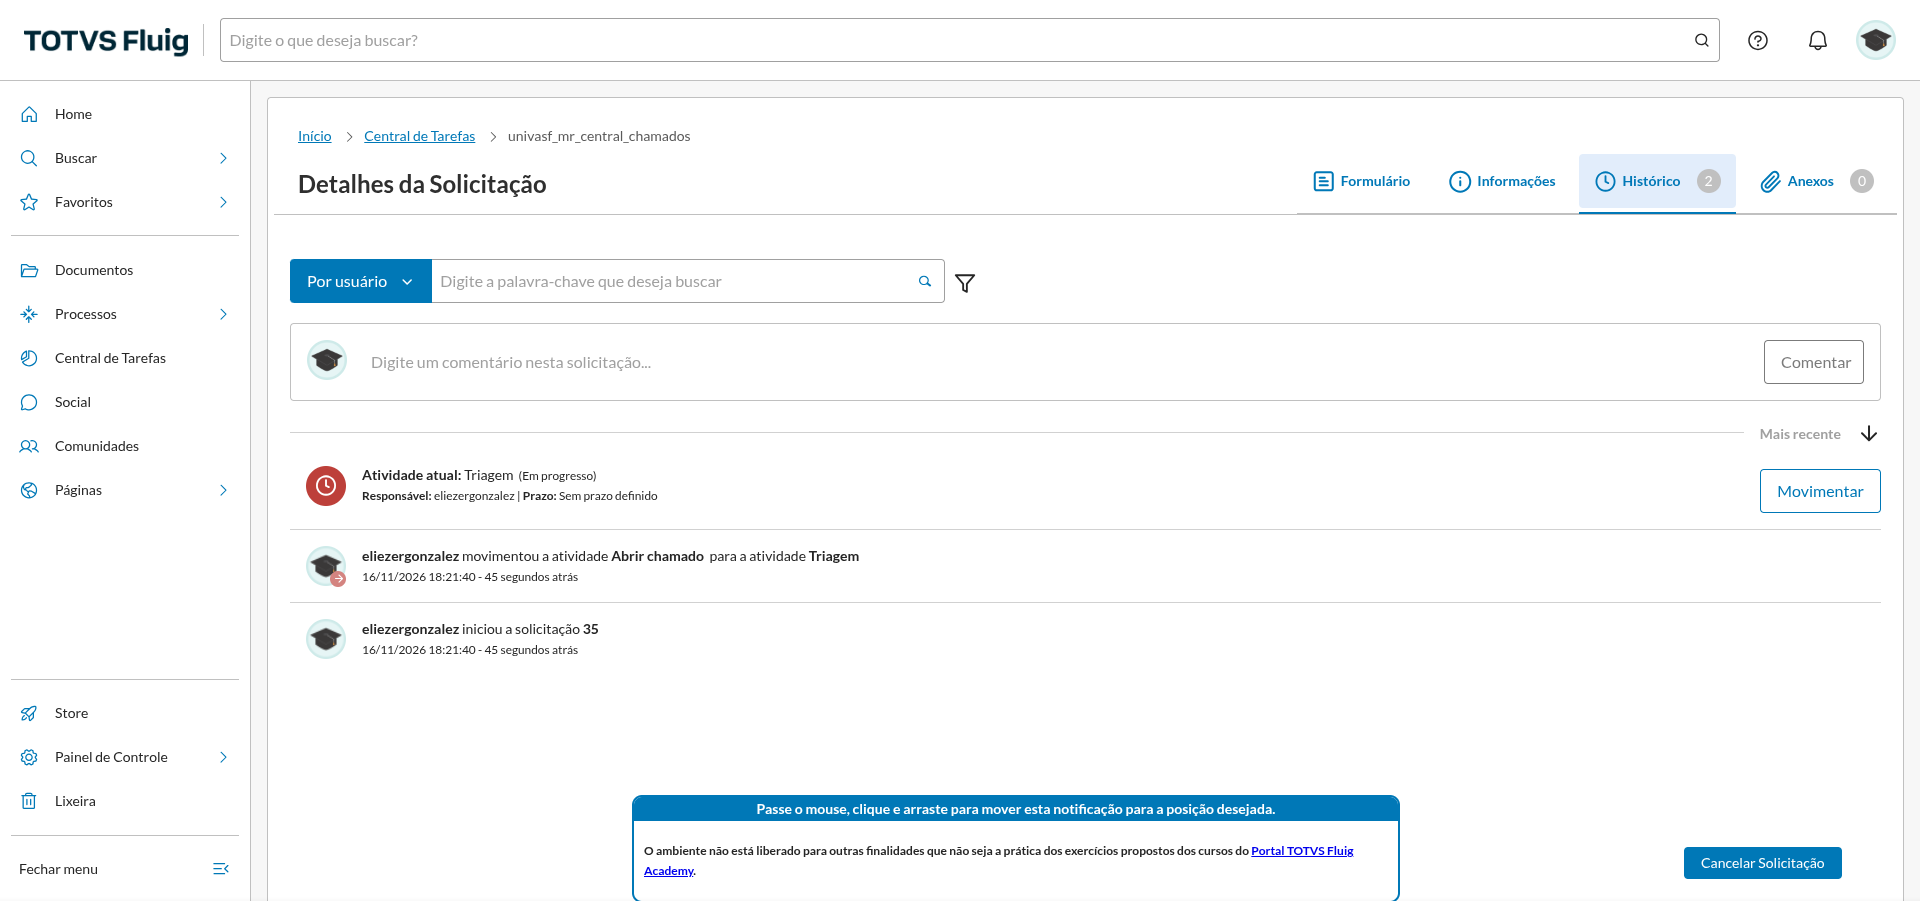 TOTVS Fluig
Digite o que deseja buscar?
Home
Buscar
Favoritos
Documentos
Processos
Central de Tarefas
Social
Comunidades
Páginas
Store
Painel de Controle
Lixeira
Fechar menu
Início > Central de Tarefas > univasf_mr_central_chamados
Detalhes da Solicitação
Formulário
Informações
Histórico 2
Anexos 0
Por usuário
Digite a palavra-chave que deseja buscar
Digite um comentário nesta solicitação...
Comentar
Mais recente
Atividade atual: Triagem (Em progresso)
Responsável: eliezergonzalez | Prazo: Sem prazo definido
Movimentar
eliezergonzalez movimentou a atividade Abrir chamado para a atividade Triagem
16/11/2026 18:21:40 - 45 segundos atrás
eliezergonzalez iniciou a solicitação 35
16/11/2026 18:21:40 - 45 segundos atrás
Passe o mouse, clique e arraste para mover esta notificação para a posição desejada.
O ambiente não está liberado para outras finalidades que não seja a prática dos exercícios propostos dos cursos do Portal TOTVS Fluig
Academy.
Cancelar Solicitação